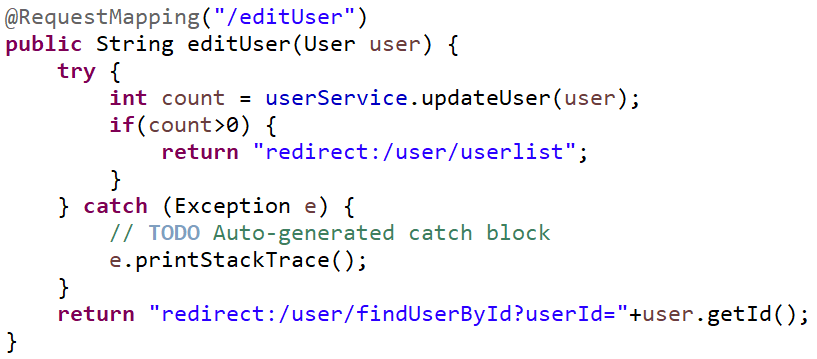 @RequestMapping("/editUser")
public String editUser(User user) {
    try {
        int count = userService.updateUser(user);
        if(count>0) {
            return "redirect:/user/userlist";
        }
    } catch (Exception e) {
        // TODO Auto-generated catch block
        e.printStackTrace();
    }
    return "redirect:/user/findUserById?userId="+user.getId();
}